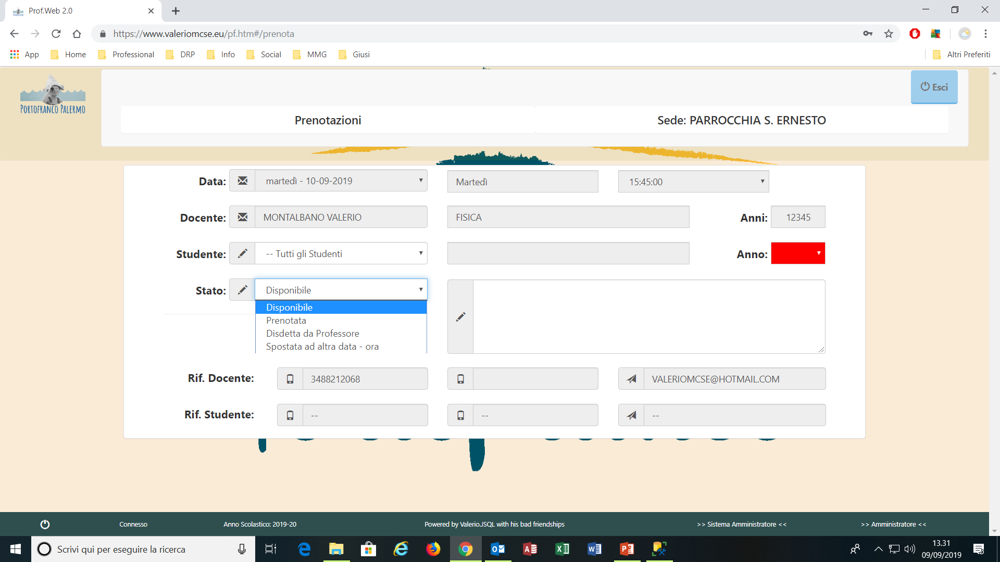 Prof.Web 2.0
https://www.valeriomcse.eu/pf.htm#/prenota
App Home Professional DRP Info Social MMG Giusi Altri Preferiti
PORTOFRANCO PALERMO
Esci
Prenotazioni Sede: PARROCCHIA S. ERNESTO
Data: martedì - 10-09-2019 Martedì 15:45:00
Docente: MONTALBANO VALERIO FISICA Anni: 12345
Studente: -- Tutti gli Studenti Anno:
Stato: Disponibile
Disponibile
Prenotata
Disdetta da Professore
Spostata ad altra data - ora
Rif. Docente: 3488212068 VALERIOMCSE@HOTMAIL.COM
Rif. Studente: -- -- --
Connesso Anno Scolastico: 2019-20 Powered by ValerioJSQL with his bad friendships >> Sistema Amministratore << >> Amministratore <<
Scrivi qui per eseguire la ricerca
13.31
09/09/2019